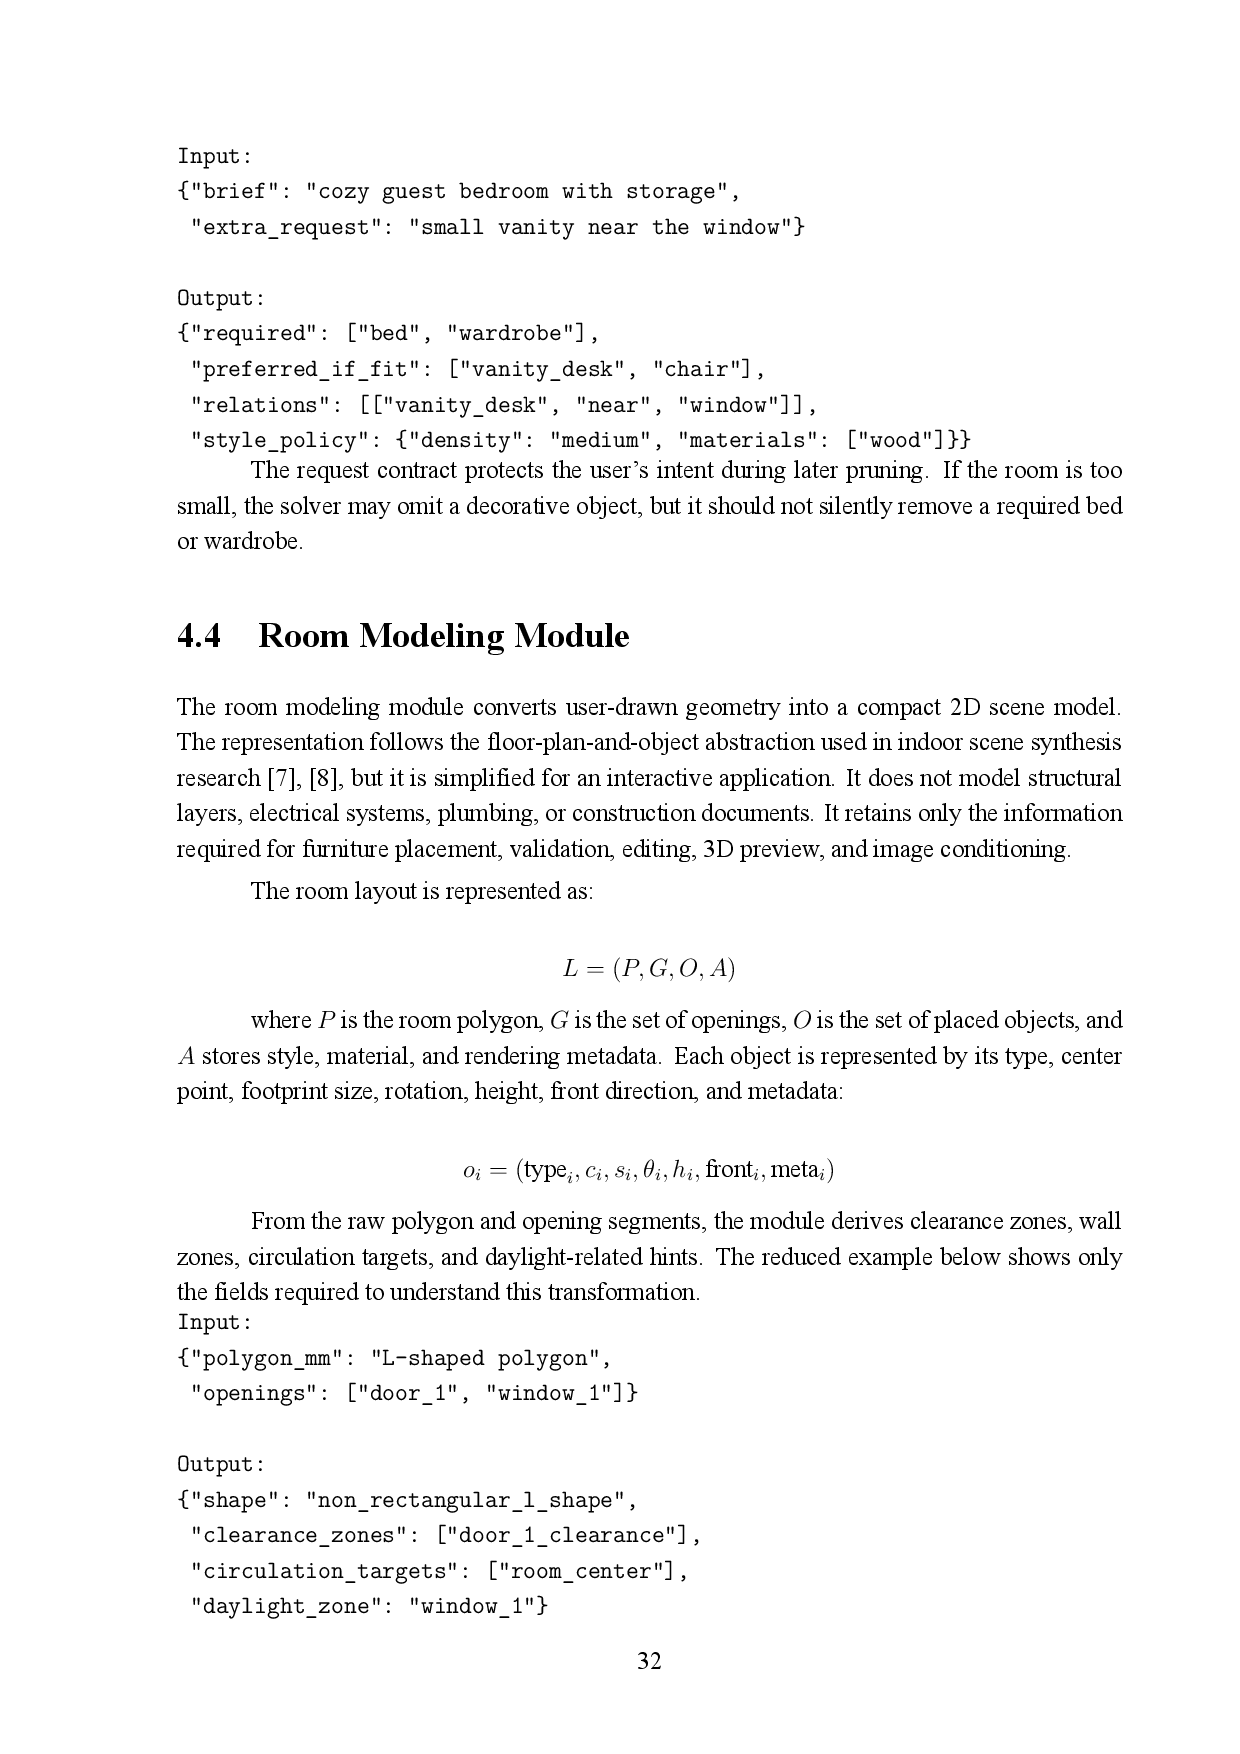 Input:
{"brief": "cozy guest bedroom with storage",
 "extra_request": "small vanity near the window"}
Output:
{"required": ["bed", "wardrobe"],
 "preferred_if_fit": ["vanity_desk", "chair"],
 "relations": [["vanity_desk", "near", "window"]],
 "style_policy": {"density": "medium", "materials": ["wood"]}}
The request contract protects the user’s intent during later pruning. If the room is too
small, the solver may omit a decorative object, but it should not silently remove a required bed
or wardrobe.
4.4 Room Modeling Module
The room modeling module converts user-drawn geometry into a compact 2D scene model.
The representation follows the floor-plan-and-object abstraction used in indoor scene synthesis
research [7], [8], but it is simplified for an interactive application. It does not model structural
layers, electrical systems, plumbing, or construction documents. It retains only the information
required for furniture placement, validation, editing, 3D preview, and image conditioning.
The room layout is represented as:
L = (P, G, O, A)
where P is the room polygon, G is the set of openings, O is the set of placed objects, and
A stores style, material, and rendering metadata. Each object is represented by its type, center
point, footprint size, rotation, height, front direction, and metadata:
oᵢ = (typeᵢ, cᵢ, sᵢ, θᵢ, hᵢ, frontᵢ, metaᵢ)
From the raw polygon and opening segments, the module derives clearance zones, wall
zones, circulation targets, and daylight-related hints. The reduced example below shows only
the fields required to understand this transformation.
Input:
{"polygon_mm": "L-shaped polygon",
 "openings": ["door_1", "window_1"]}
Output:
{"shape": "non_rectangular_l_shape",
 "clearance_zones": ["door_1_clearance"],
 "circulation_targets": ["room_center"],
 "daylight_zone": "window_1"}
32